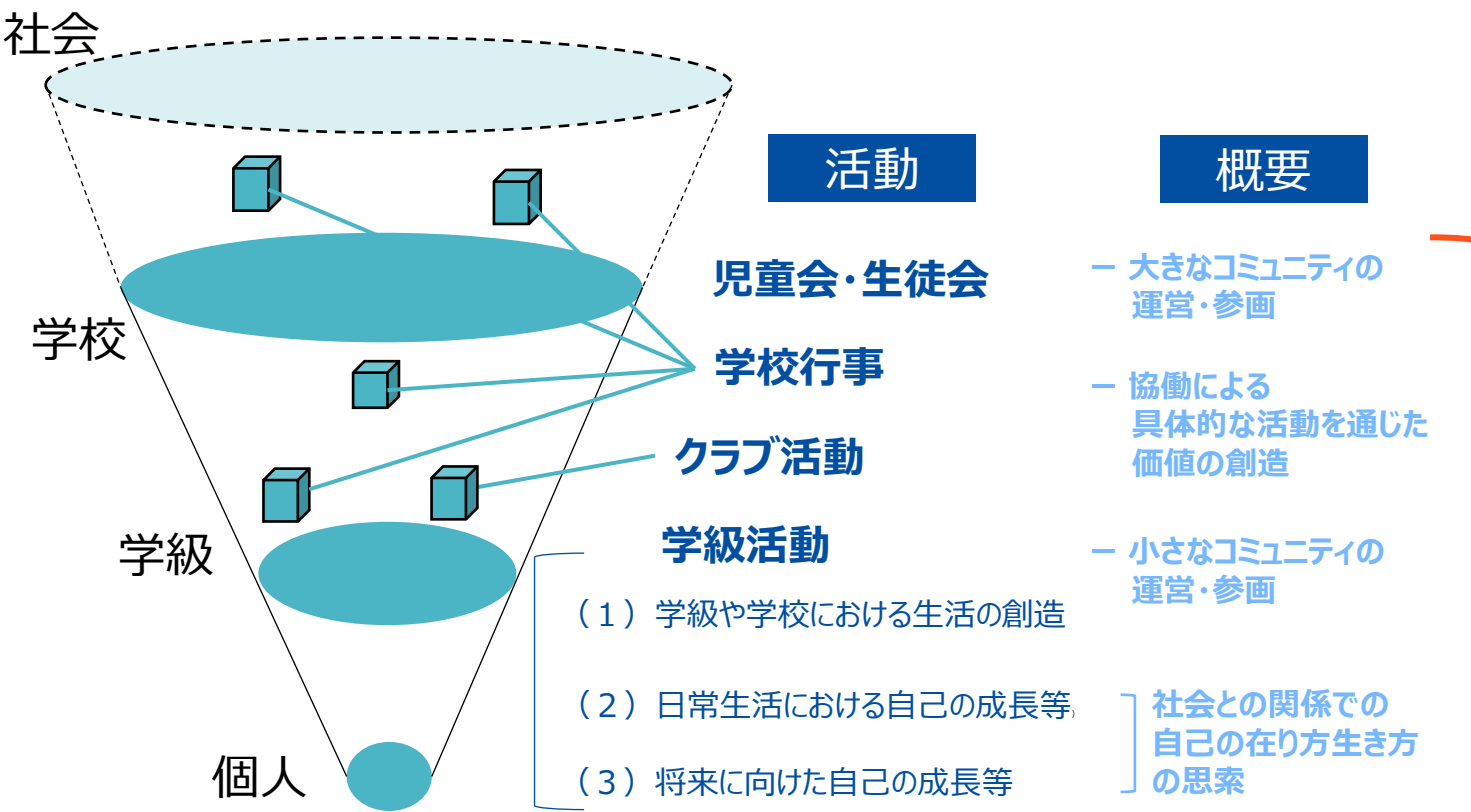 社会
活動
概要
児童会・生徒会
― 大きなコミュニティの
運営・参画
学校
学校行事
― 協働による
具体的な活動を通じた
価値の創造
クラブ活動
学級
学級活動
― 小さなコミュニティの
運営・参画
（１）学級や学校における生活の創造
（２）日常生活における自己の成長等
社会との関係での
自己の在り方生き方
の思索
個人
（３）将来に向けた自己の成長等